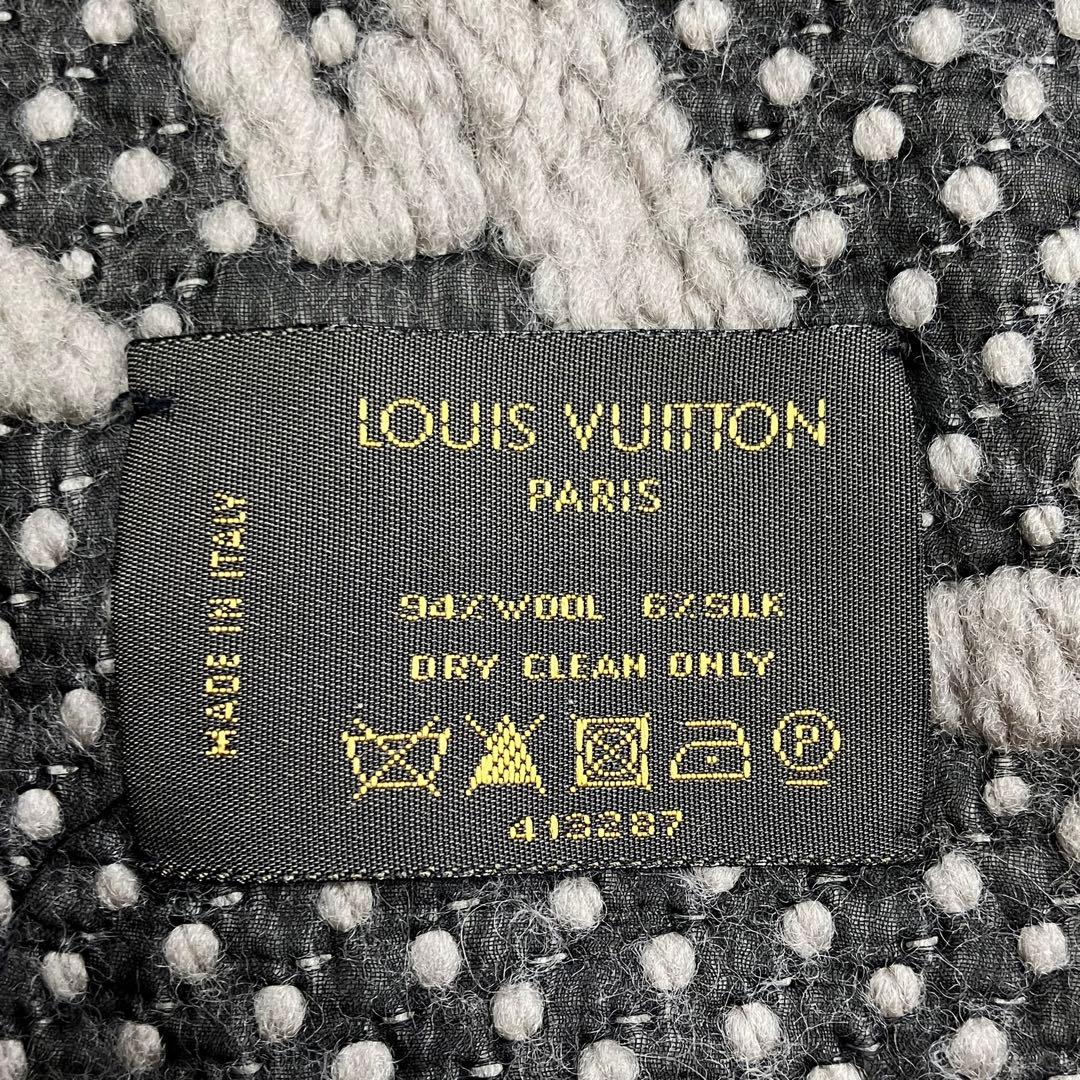 LOUIS VUITTON
PARIS
MADE IN ITALY
94% WOOL 6% SILK
DRY CLEAN ONLY
P
413287